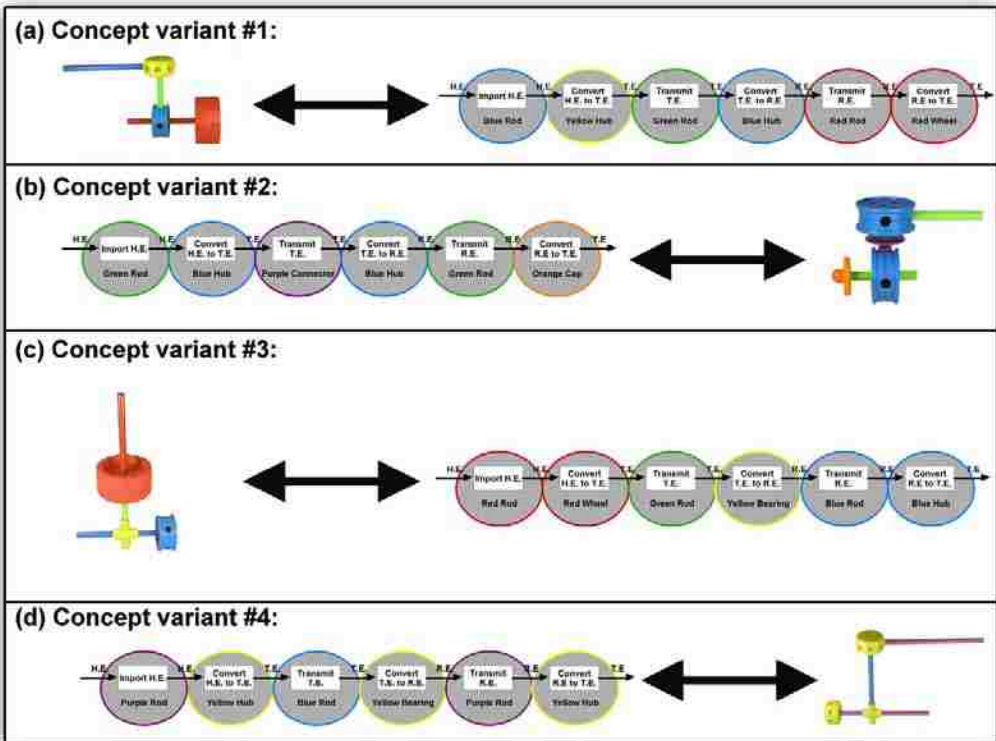 (a) Concept variant #1:
H.E. H.E. T.E. T.E. R.E. R.E. T.E.
Import H.E. Convert H.E. to T.E. Transmit T.E. Convert T.E. to R.E. Transmit R.E. Convert R.E. to T.E.
Blue Rod Yellow Hub Green Rod Blue Hub Red Rod Red Wheel
(b) Concept variant #2:
H.E. H.E. T.E. T.E. R.E. R.E. T.E
Import H.E. Convert H.E. to T.E. Transmit T.E. Convert T.E. to R.E. Transmit R.E. Convert R.E to T.E.
Green Rod Blue Hub Purple Connector Blue Hub Green Rod Orange Cap
(c) Concept variant #3:
H.E. H.E. T.E. T.E. R.E. R.E. T.E
Import H.E. Convert H.E. to T.E. Transmit T.E. Convert T.E. to R.E. Transmit R.E. Convert R.E to T.E.
Red Rod Red Wheel Green Rod Yellow Bearing Blue Rod Blue Hub
(d) Concept variant #4:
H.E. H.E. T.E. T.E. R.E. R.E. T.E
Import H.E. Convert H.E. to T.E. Transmit T.E. Convert T.E. to R.E. Transmit R.E. Convert R.E to T.E.
Purple Rod Yellow Hub Blue Rod Yellow Bearing Purple Rod Yellow Hub